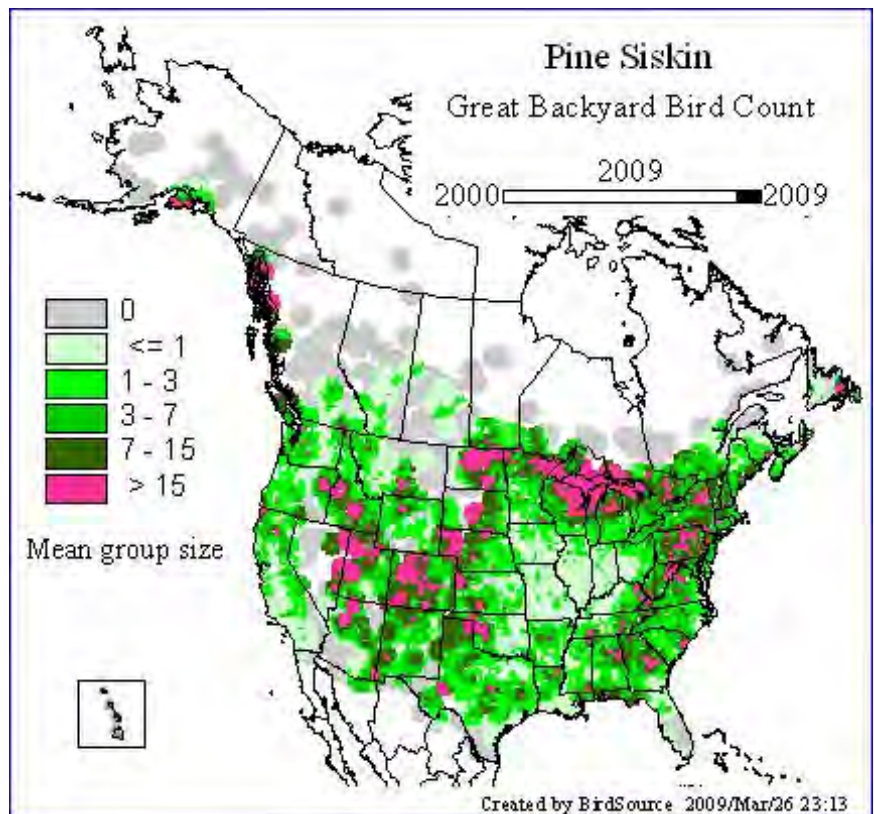 Pine Siskin
Great Backyard Bird Count
2009
2000 2009
0
<= 1
1 - 3
3 - 7
7 - 15
> 15
Mean group size
Created by BirdSource 2009/Mar/26 23:13